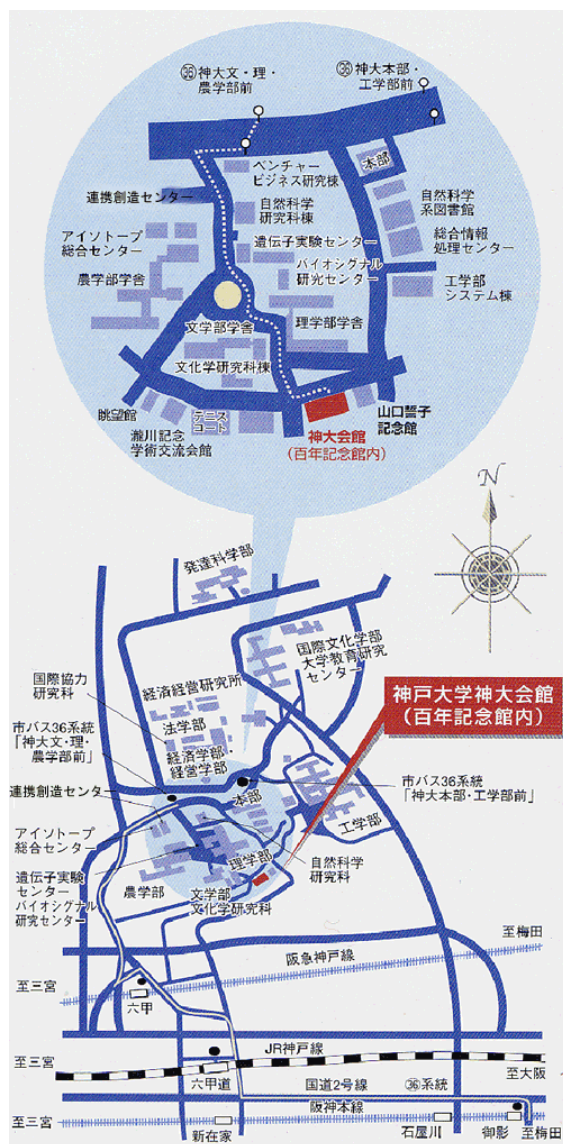 ㊱神大文・理・
農学部前
㊱神大本部・
工学部前
ベンチャー
ビジネス研究棟
本部
連携創造センター
自然科学
研究科棟
自然科学
系図書館
アイソトープ
総合センター
遺伝子実験センター
総合情報
処理センター
バイオシグナル
研究センター
農学部学舎
工学部
システム棟
文学部学舎
理学部学舎
文化学研究科棟
眺望館
瀧川記念
学術交流会館
テニス
コート
神大会館
(百年記念館内)
山口誓子
記念館
N
発達科学部
国際文化学部
大学教育研究
センター
国際協力
研究科
経済経営研究所
法学部
経済学部・
経営学部
神戸大学神大会館
(百年記念館内)
市バス36系統
「神大文・理・
農学部前」
市バス36系統
「神大本部・工学部前」
連携創造センター
本部
アイソトープ
総合センター
工学部
理学部
自然科学
研究科
遺伝子実験
センター
バイオシグナル
研究センター
農学部
文学部
文化学研究科
至梅田
阪急神戸線
至三宮
六甲
JR神戸線
至三宮
至大阪
六甲道
国道2号線
㊱系統
阪神本線
至三宮
新在家
石屋川
御影
至梅田